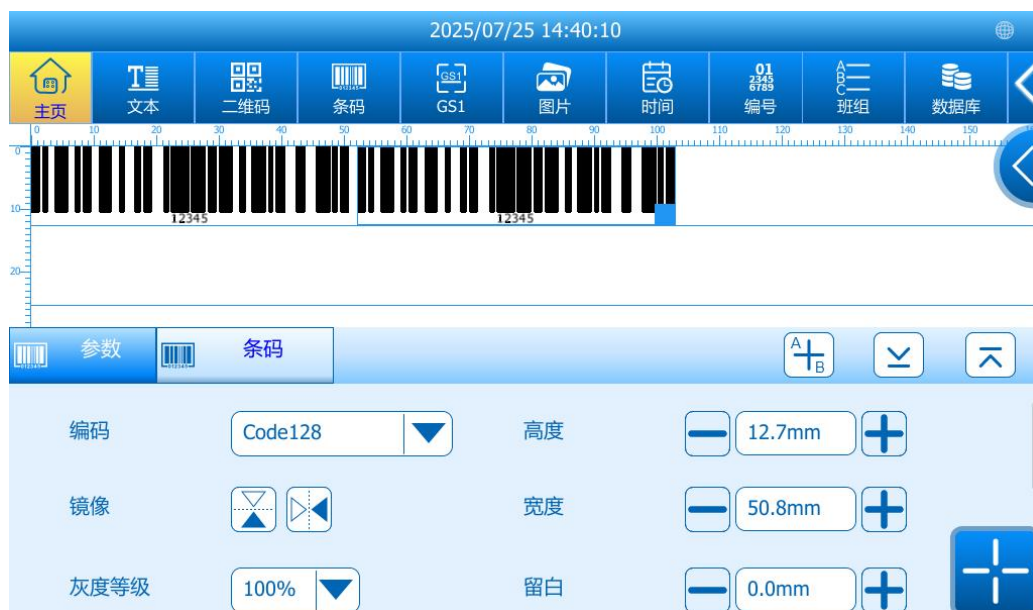 2025/07/25 14:40:10
主页 文本 二维码 条码 GS1 图片 时间 编号 班组 数据库
GS1 01 2345 6789 A B C
0 10 20 30 40 50 60 70 80 90 100 110 120 130 140 150
0
10
20
12345 12345
参数 条码 A B
编码 Code128 高度 12.7mm
镜像 宽度 50.8mm
灰度等级 100% 留白 0.0mm